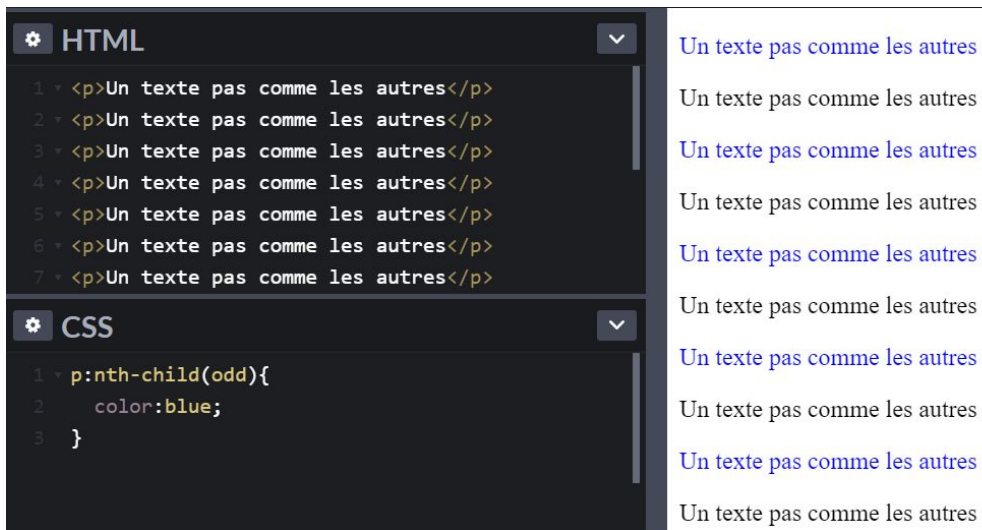 HTML
1 <p>Un texte pas comme les autres</p>
2 <p>Un texte pas comme les autres</p>
3 <p>Un texte pas comme les autres</p>
4 <p>Un texte pas comme les autres</p>
5 <p>Un texte pas comme les autres</p>
6 <p>Un texte pas comme les autres</p>
7 <p>Un texte pas comme les autres</p>
CSS
1 p:nth-child(odd){
2 color:blue;
3 }
Un texte pas comme les autres
Un texte pas comme les autres
Un texte pas comme les autres
Un texte pas comme les autres
Un texte pas comme les autres
Un texte pas comme les autres
Un texte pas comme les autres
Un texte pas comme les autres
Un texte pas comme les autres
Un texte pas comme les autres